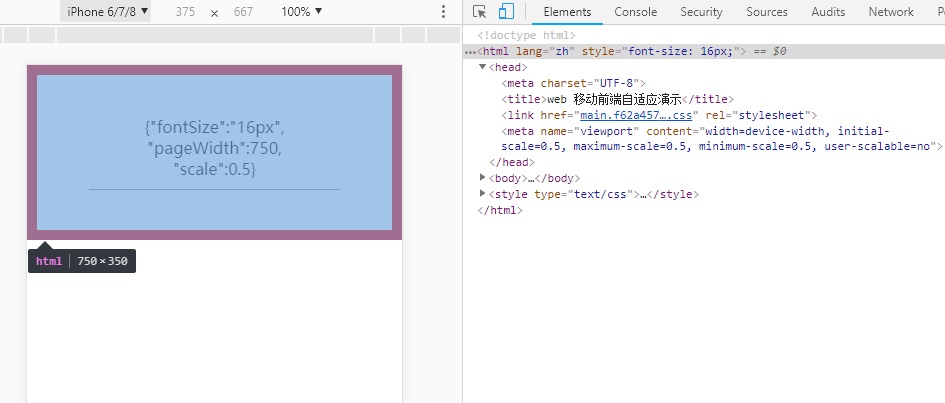 iPhone 6/7/8 ▼ 375 × 667 100% ▼
Elements Console Security Sources Audits Network
{"fontSize":"16px",
"pageWidth":750,
"scale":0.5}
html 750 × 350
<!doctype html>
…<html lang="zh" style="font-size: 16px;"> == $0
▼<head>
<meta charset="UTF-8">
<title>web 移动前端自适应演示</title>
<link href="main.f62a457….css" rel="stylesheet">
<meta name="viewport" content="width=device-width, initial-
scale=0.5, maximum-scale=0.5, minimum-scale=0.5, user-scalable=no">
</head>
▶<body>…</body>
▶<style type="text/css">…</style>
</html>